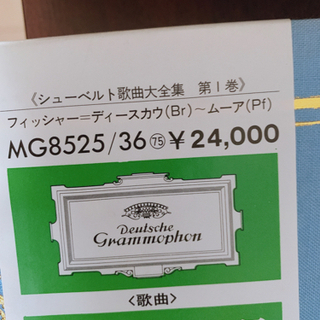 《シューベルト歌曲大全集 第Ⅰ巻》
フィッシャー=ディースカウ(Br)~ムーア(Pf)
MG8525/36 ㊄ ¥24,000
Deutsche
Grammophon
〈歌曲〉